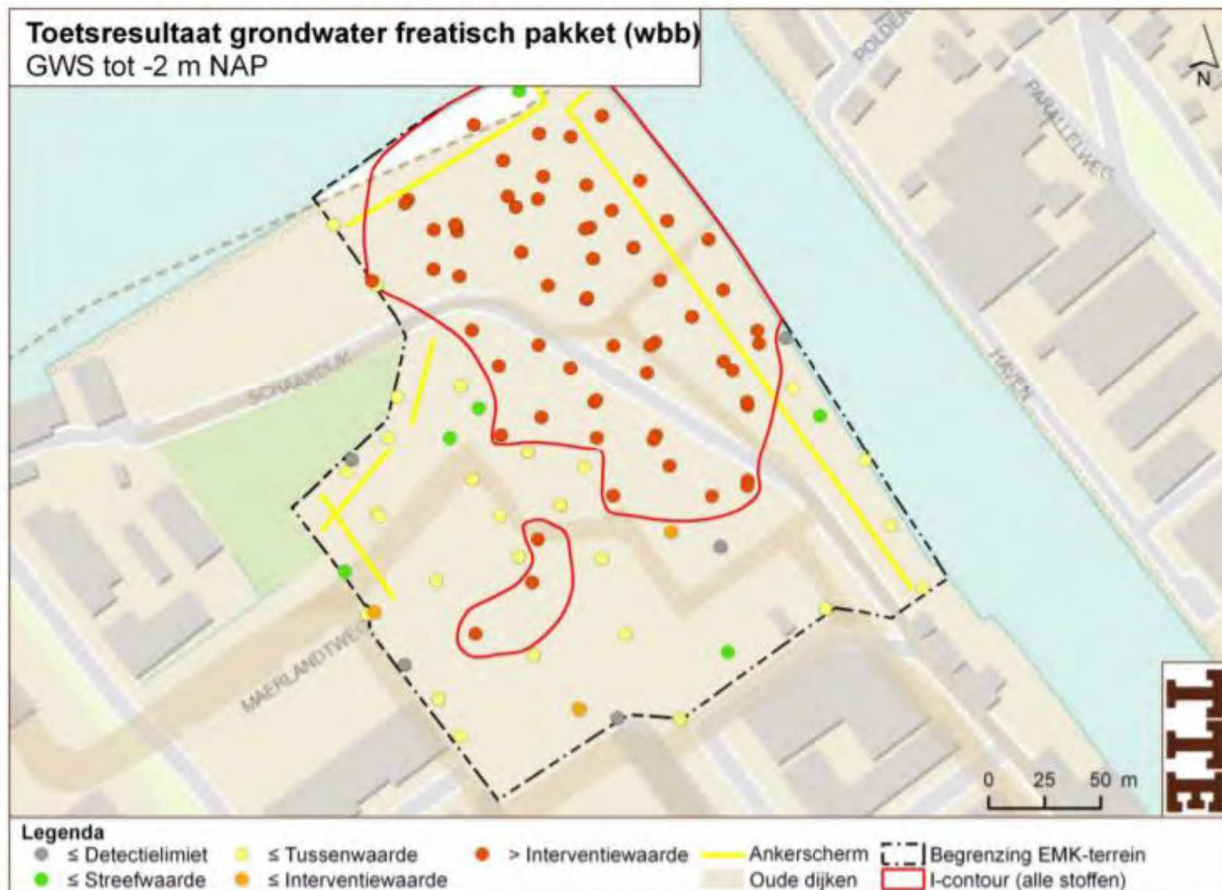 Toetsresultaat grondwater freatisch pakket (wbb)
GWS tot -2 m NAP
POLDER
N
PARALLELWEG
HAVEN
SCHAARDIJK
MAERLANDTWEG
0 25 50 m
Legenda
≤ Detectielimiet ≤ Tussenwaarde > Interventiewaarde Ankerscherm Begrenzing EMK-terrein
≤ Streefwaarde ≤ Interventiewaarde Oude dijken I-contour (alle stoffen)